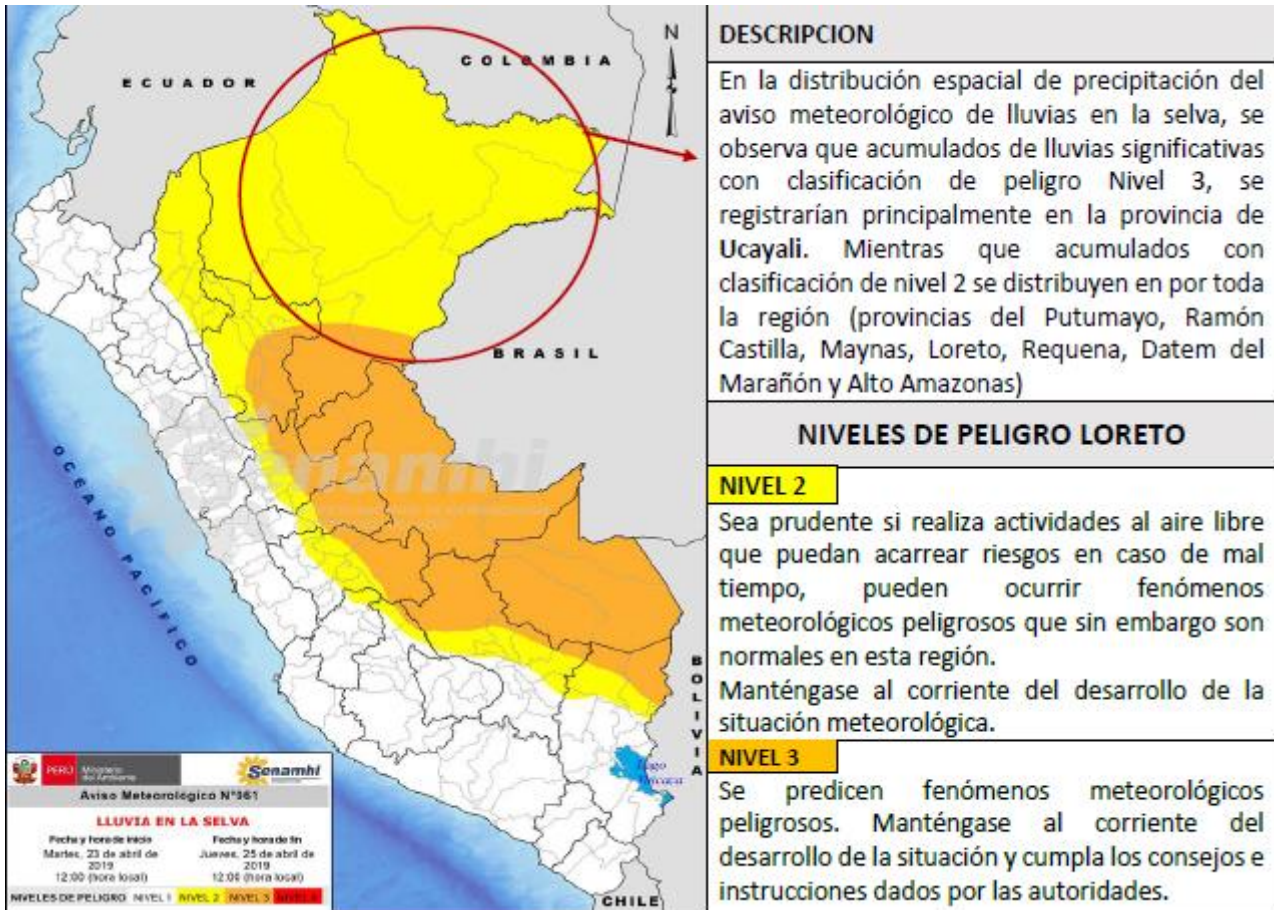 ECUADOR
COLOMBIA
N
BRASIL
OCEANO PACÍFICO
BOLIVIA
CHILE
Lago
Senamhi
PERÚ
Ministerio
del Ambiente
Senamhi
Aviso Meteorológico N°061
LLUVIA EN LA SELVA
Fecha y hora de inicio
Martes, 23 de abril de
2019
12:00 (hora local)
Fecha y hora de fin
Jueves, 25 de abril de
2019
12:00 (hora local)
NIVELES DE PELIGRO NIVEL 1 NIVEL 2 NIVEL 3 NIVEL 4
DESCRIPCION
En la distribución espacial de precipitación del
aviso meteorológico de lluvias en la selva, se
observa que acumulados de lluvias significativas
con clasificación de peligro Nivel 3, se
registrarían principalmente en la provincia de
Ucayali. Mientras que acumulados con
clasificación de nivel 2 se distribuyen en por toda
la región (provincias del Putumayo, Ramón
Castilla, Maynas, Loreto, Requena, Datem del
Marañón y Alto Amazonas)
NIVELES DE PELIGRO LORETO
NIVEL 2
Sea prudente si realiza actividades al aire libre
que puedan acarrear riesgos en caso de mal
tiempo, pueden ocurrir fenómenos
meteorológicos peligrosos que sin embargo son
normales en esta región.
Manténgase al corriente del desarrollo de la
situación meteorológica.
NIVEL 3
Se predicen fenómenos meteorológicos
peligrosos. Manténgase al corriente del
desarrollo de la situación y cumpla los consejos e
instrucciones dados por las autoridades.